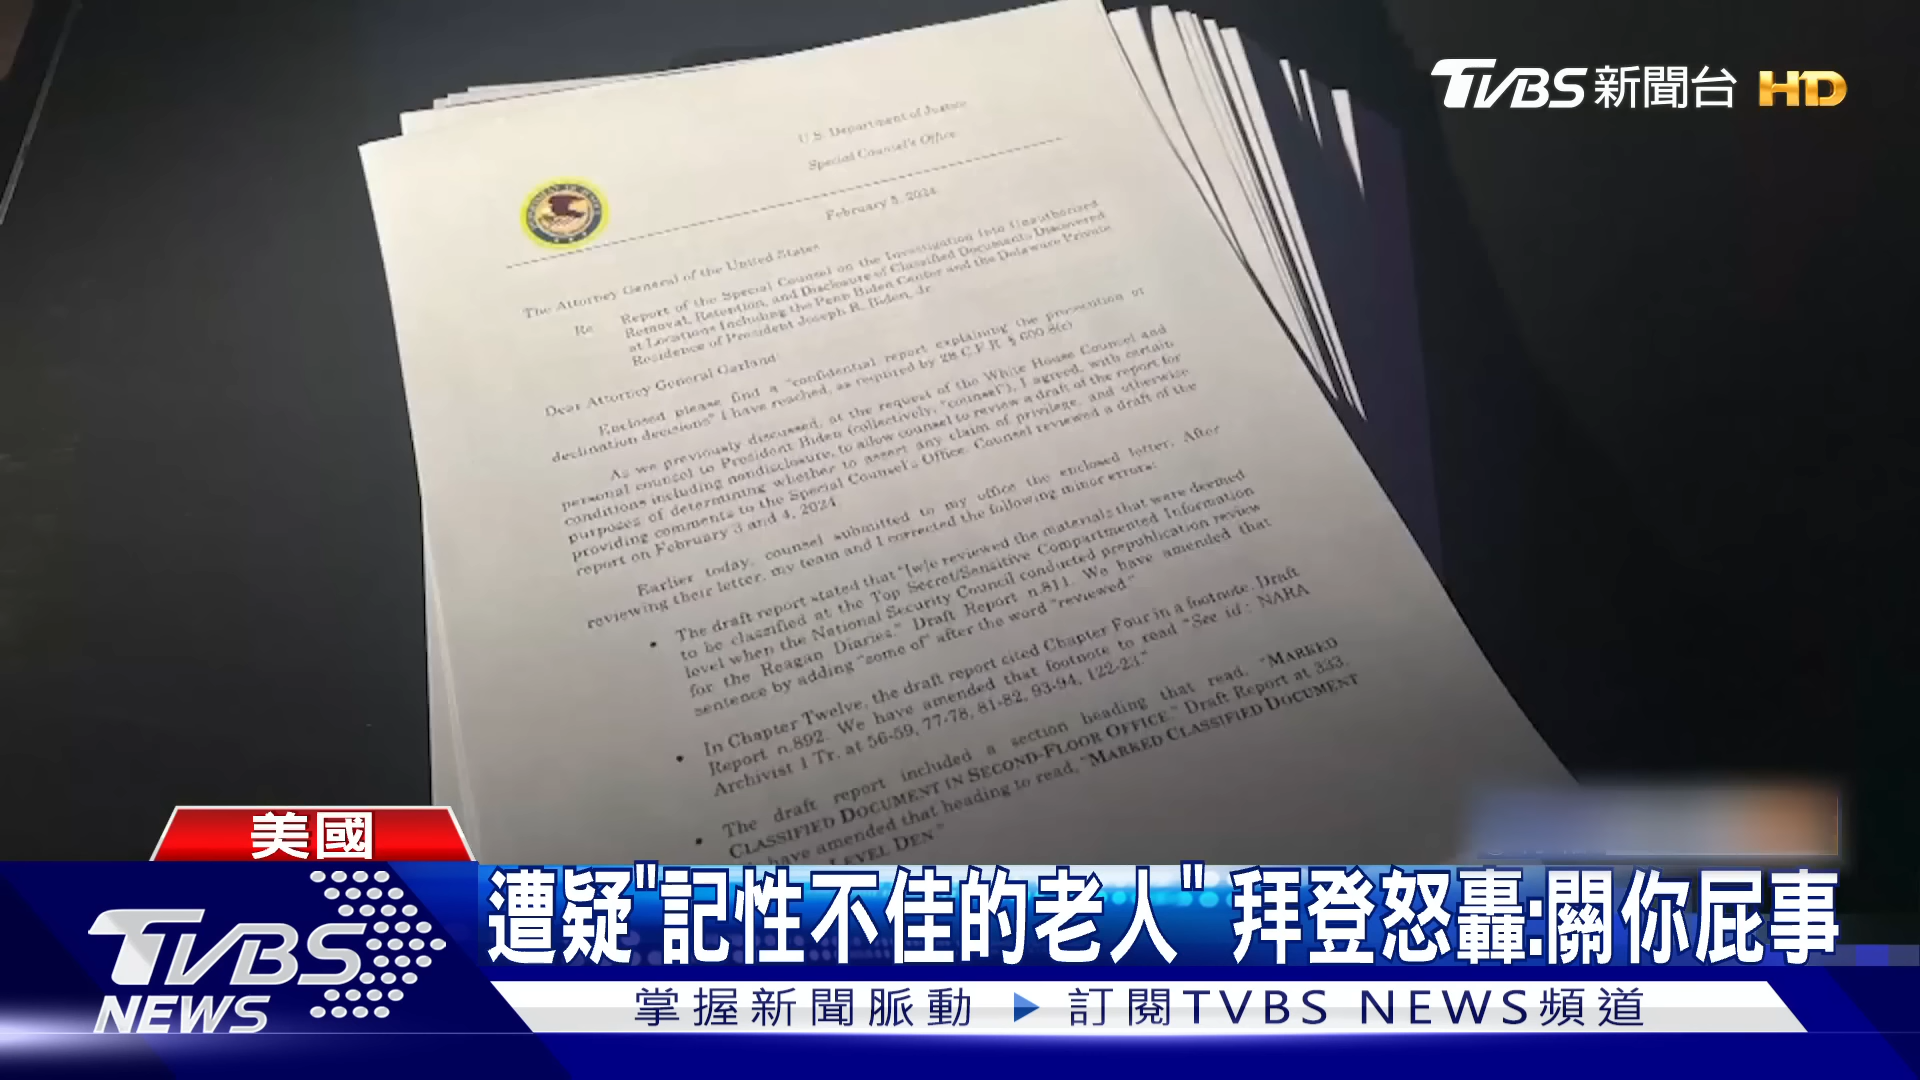 TVBS新聞台 HD
U.S. Department of Justice
Special Counsel's Office
February 5, 2024
The Attorney General of the United States
Re: Report of the Special Counsel on the Investigation Into Unauthorized
Removal, Retention, and Disclosure of Classified Documents Discovered
at Locations Including the Penn Biden Center and the Delaware Private
Residence of President Joseph R. Biden, Jr.
Dear Attorney General Garland:
Enclosed please find a "confidential report explaining the prosecution or
declination decisions" I have reached, as required by 28 C.F.R. § 600.8(c).
As we previously discussed, at the request of the White House Counsel and
personal counsel to President Biden (collectively, "counsel"), I agreed, with certain
conditions including nondisclosure, to allow counsel to review a draft of the report for
purposes of determining whether to assert any claim of privilege, and otherwise
providing comments to the Special Counsel's Office. Counsel reviewed a draft of the
report on February 3 and 4, 2024.
Earlier today, counsel submitted to my office the enclosed letter. After
reviewing their letter, my team and I corrected the following minor errors:
• The draft report stated that "[w]e reviewed the materials that were deemed
to be classified at the Top Secret/Sensitive Compartmented Information
level when the National Security Council conducted prepublication review
for the Reagan Diaries." Draft Report n.811. We have amended that
sentence by adding "some of" after the word "reviewed."
• In Chapter Twelve, the draft report cited Chapter Four in a footnote. Draft
Report n.892. We have amended that footnote to read "See id.; NARA
Archivist 1 Tr. at 56-59, 77-78, 81-82, 93-94, 122-23."
• The draft report included a section heading that read, "MARKED
CLASSIFIED DOCUMENT IN SECOND-FLOOR OFFICE." Draft Report at 333.
have amended that heading to read, "MARKED CLASSIFIED DOCUMENT
LEVEL DEN."
美國
遭疑"記性不佳的老人" 拜登怒轟:關你屁事
TVBS NEWS
掌握新聞脈動 ▶ 訂閱TVBS NEWS頻道